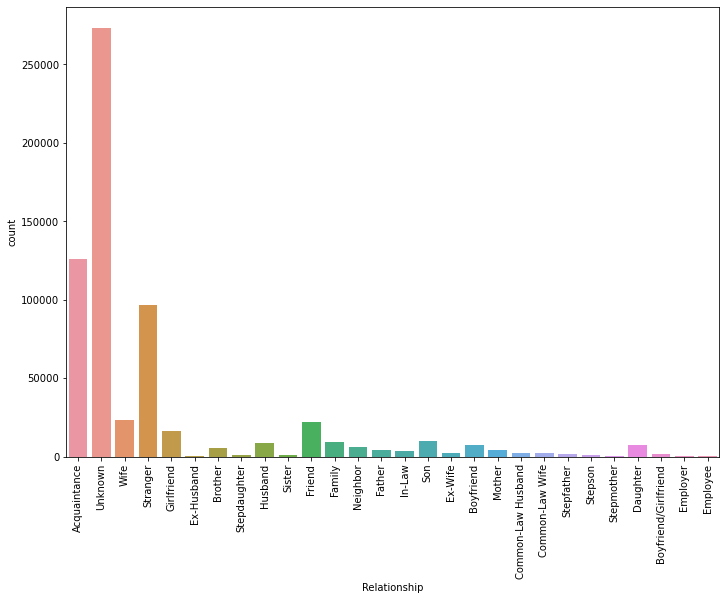 250000
200000
150000
100000
50000
0
count
Acquaintance
Unknown
Wife
Stranger
Girlfriend
Ex-Husband
Brother
Stepdaughter
Husband
Sister
Friend
Family
Neighbor
Father
In-Law
Son
Ex-Wife
Boyfriend
Mother
Common-Law Husband
Common-Law Wife
Stepfather
Stepson
Stepmother
Daughter
Boyfriend/Girlfriend
Employer
Employee
Relationship